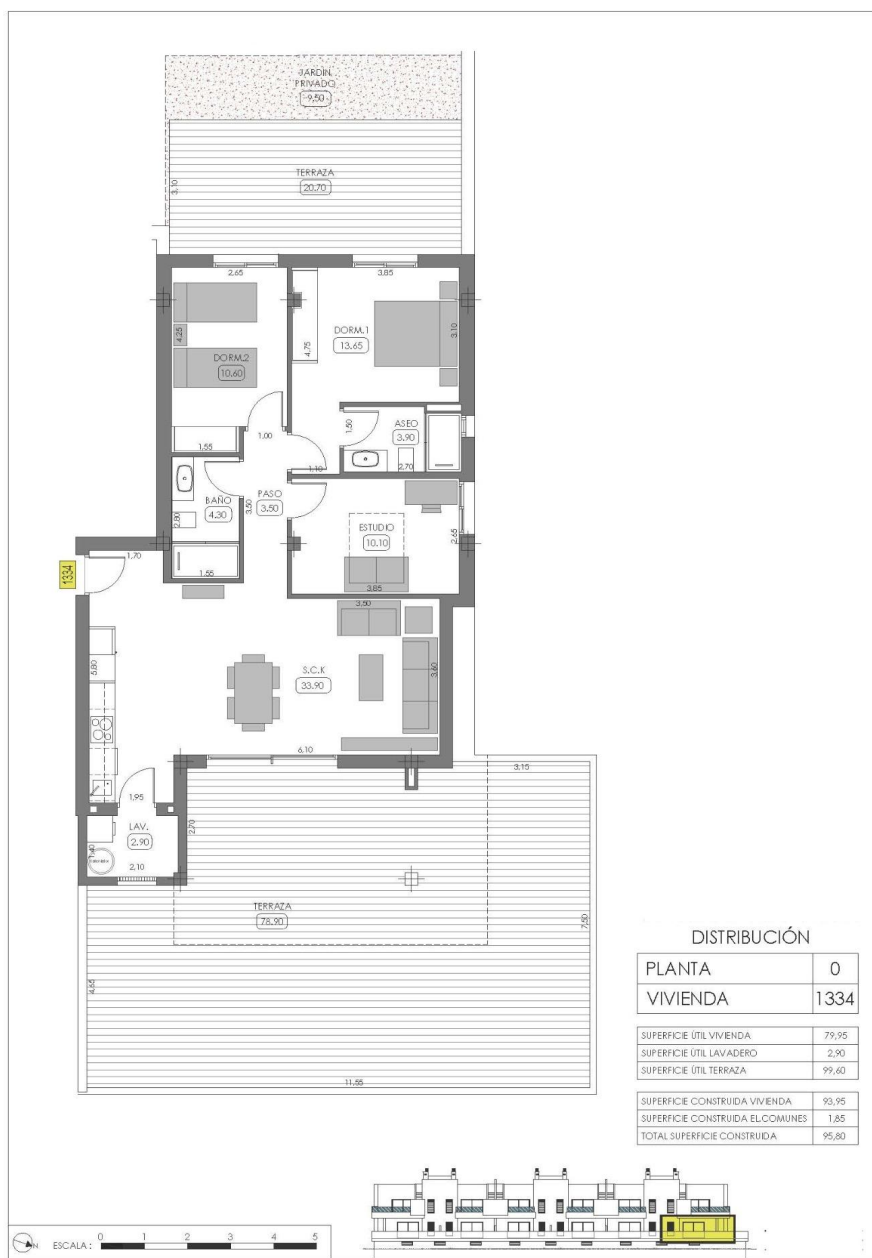 JARDIN
PRIVADO
9,50
TERRAZA
20.70
3,10
2,65
3,85
4,25
DORM.2
10.60
4,75
DORM.1
13.65
3,10
1,55
1,00
1,10
1,50
ASEO
3.90
2,70
BAÑO
4.30
2,80
3,50
PASO
3.50
ESTUDIO
10.10
2,65
1334
1,70
1,55
3,85
3,50
5,80
S.C.K
33.90
3,60
6,10
3,15
1,95
LAV.
2.90
1,40
2,10
2,70
TERRAZA
78.90
7,50
4,65
11,55
DISTRIBUCIÓN
PLANTA 0
VIVIENDA 1334
SUPERFICIE ÚTIL VIVIENDA 79,95
SUPERFICIE ÚTIL LAVADERO 2,90
SUPERFICIE ÚTIL TERRAZA 99,60
SUPERFICIE CONSTRUIDA VIVIENDA 93,95
SUPERFICIE CONSTRUIDA EL.COMUNES 1,85
TOTAL SUPERFICIE CONSTRUIDA 95,80
N ESCALA : 0 1 2 3 4 5